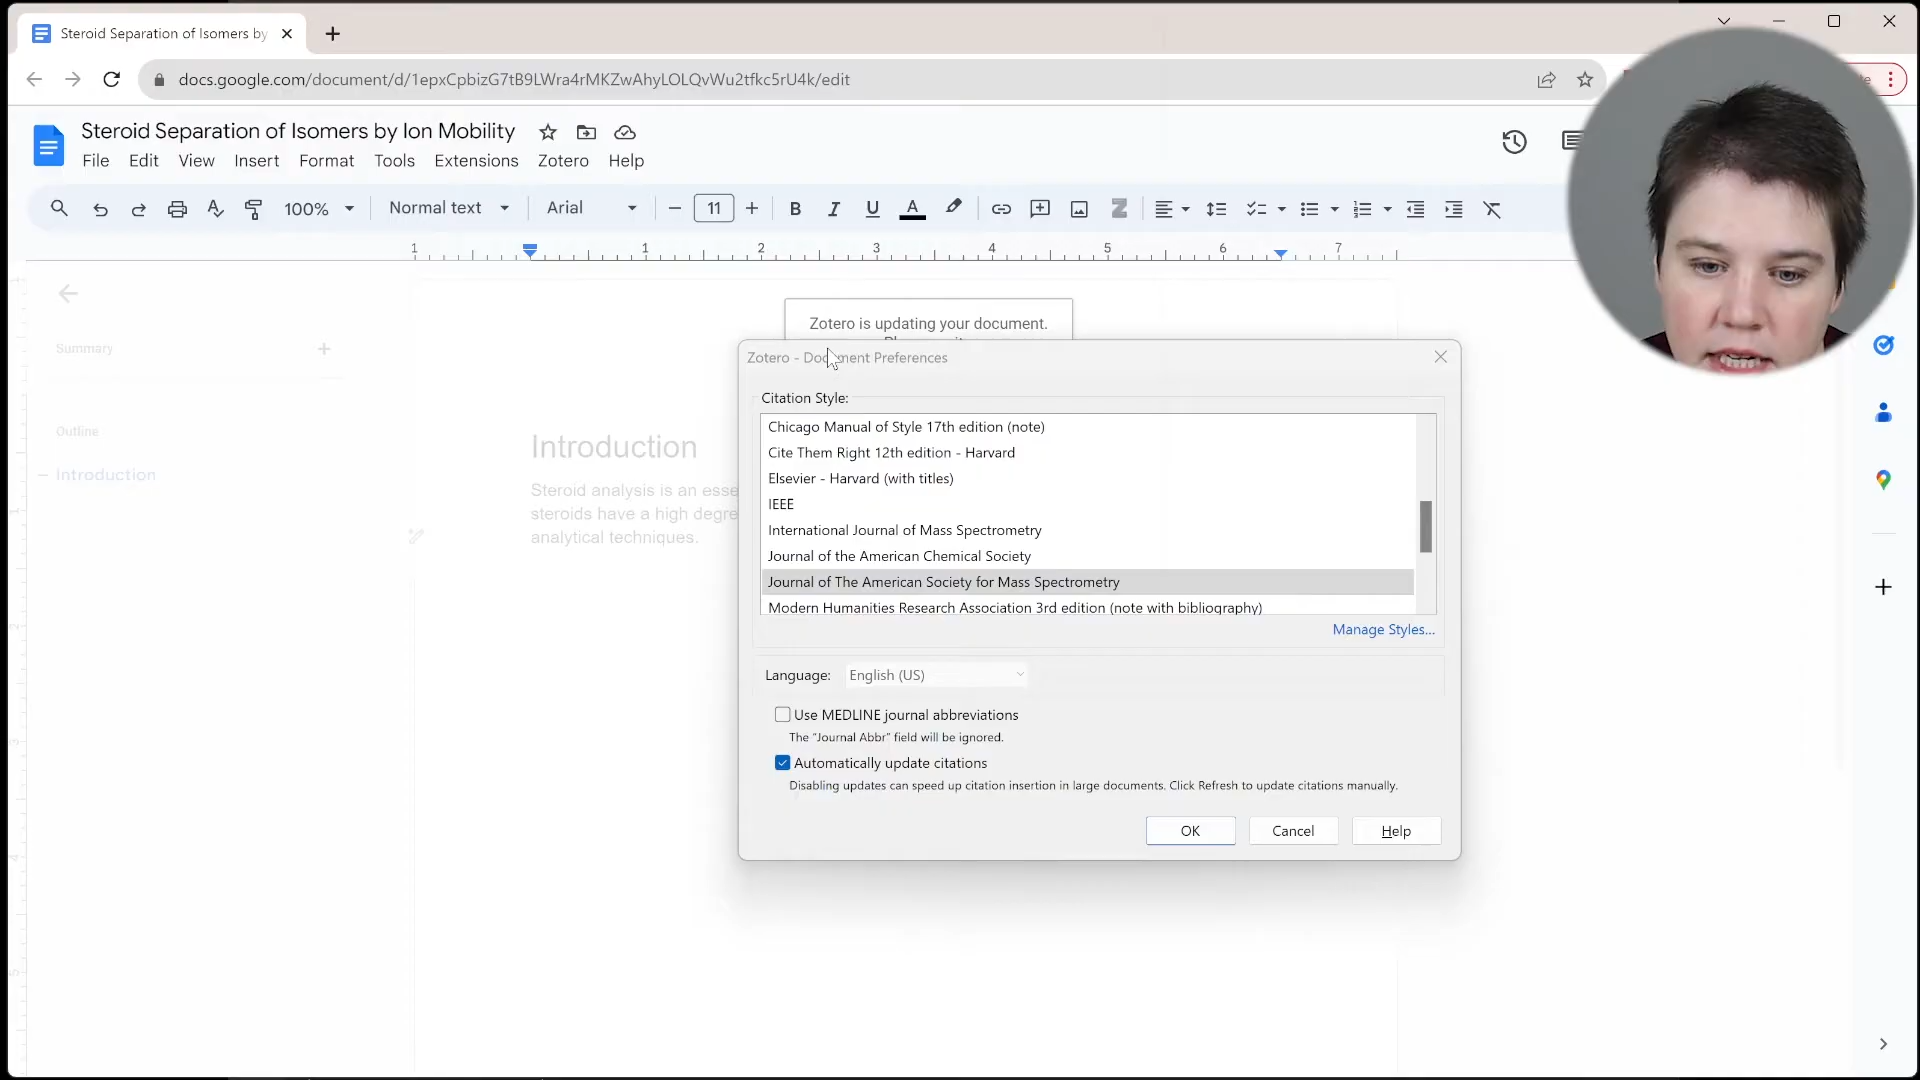 Steroid Separation of Isomers by
docs.google.com/document/d/1epxCpbizG7tB9LWra4rMKZwAhyLOLQvWu2tfkc5rU4k/edit
Steroid Separation of Isomers by Ion Mobility
File Edit View Insert Format Tools Extensions Zotero Help
100% Normal text Arial 11 B I U A
1 1 2 3 4 5 6 7
Zotero is updating your document.
Summary
Outline
Introduction
Introduction
Steroid analysis is an esse
steroids have a high degre
analytical techniques.
Zotero - Document Preferences
Citation Style:
Chicago Manual of Style 17th edition (note)
Cite Them Right 12th edition - Harvard
Elsevier - Harvard (with titles)
IEEE
International Journal of Mass Spectrometry
Journal of the American Chemical Society
Journal of The American Society for Mass Spectrometry
Modern Humanities Research Association 3rd edition (note with bibliography)
Manage Styles...
Language: English (US)
Use MEDLINE journal abbreviations
The "Journal Abbr" field will be ignored.
Automatically update citations
Disabling updates can speed up citation insertion in large documents. Click Refresh to update citations manually.
OK Cancel Help